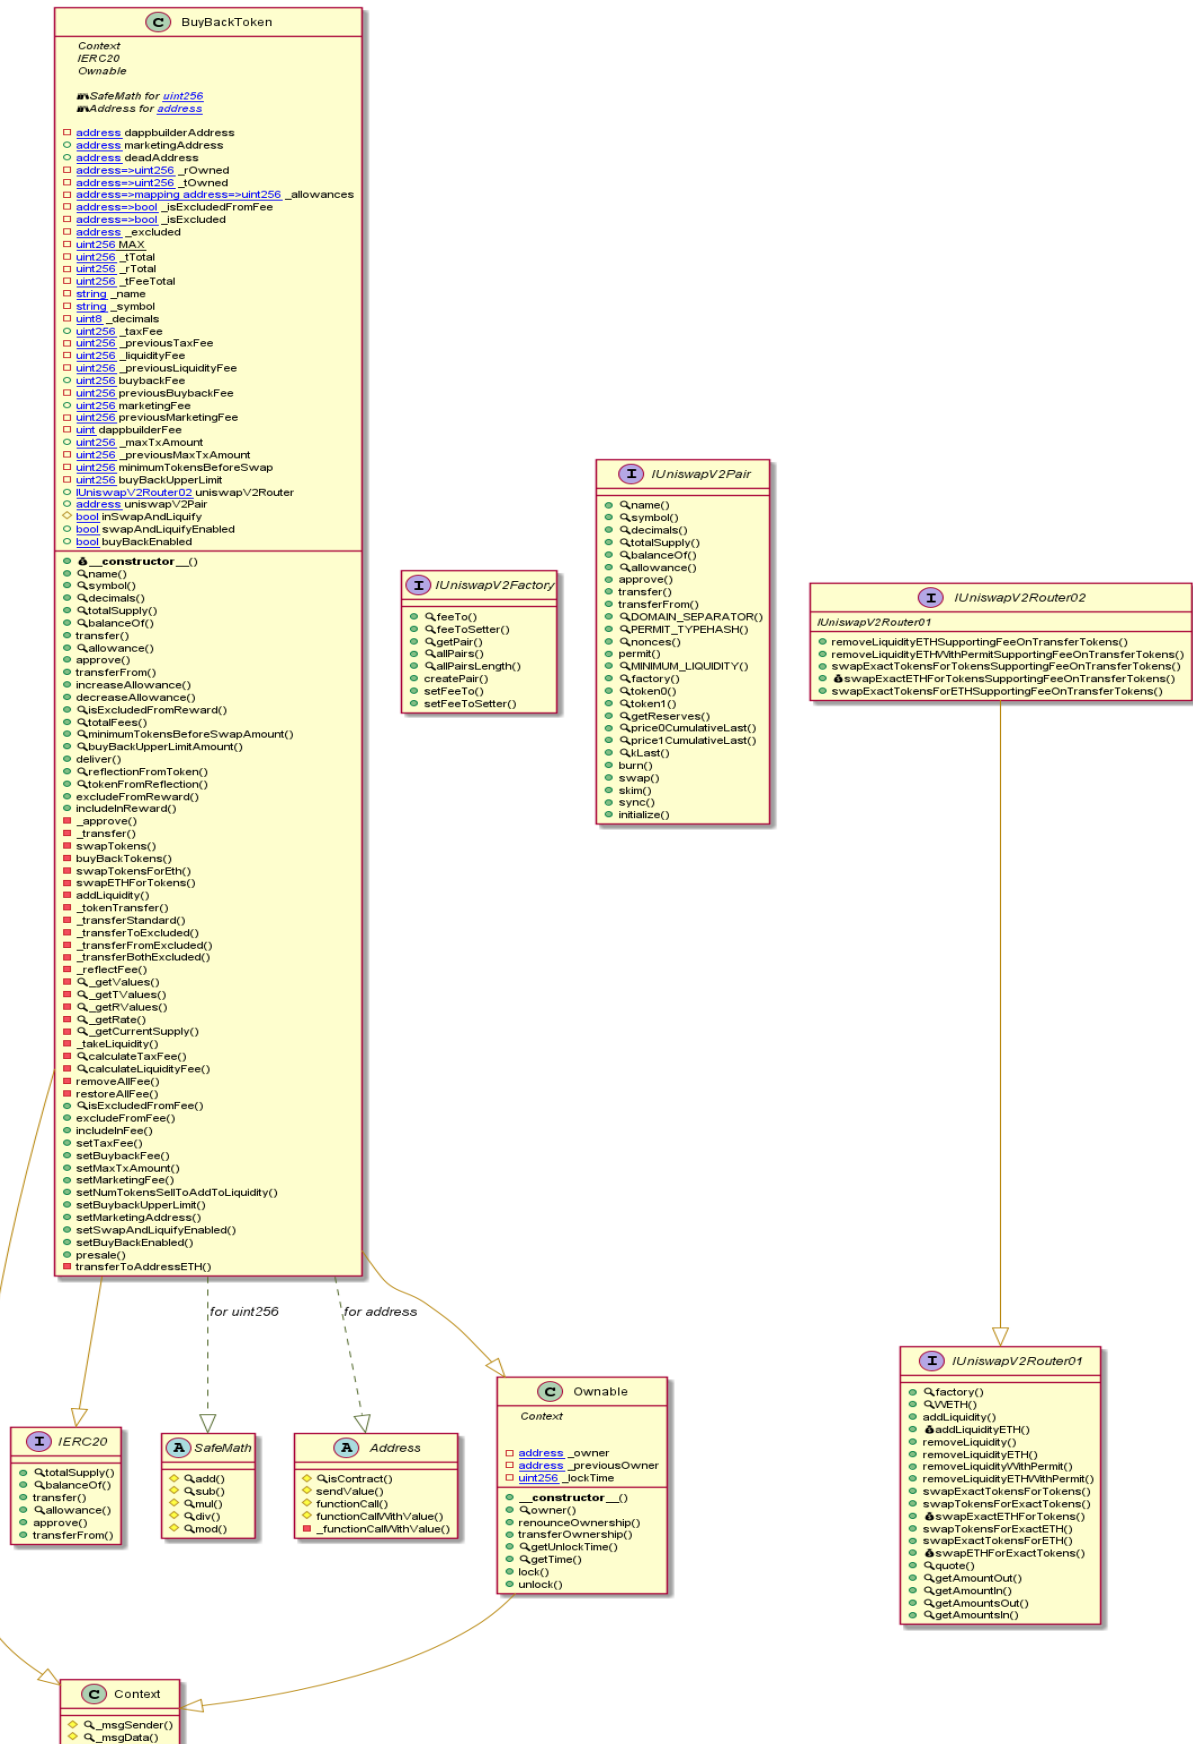 C BuyBackToken
Context
IERC20
Ownable
SafeMath for uint256
Address for address
address dappbuilderAddress
address marketingAddress
address deadAddress
address=>uint256 _rOwned
address=>uint256 _tOwned
address=>mapping address=>uint256 _allowances
address=>bool _isExcludedFromFee
address=>bool _isExcluded
address _excluded
uint256 MAX
uint256 _tTotal
uint256 _rTotal
uint256 _tFeeTotal
string _name
string _symbol
uint8 _decimals
uint256 _taxFee
uint256 _previousTaxFee
uint256 _liquidityFee
uint256 _previousLiquidityFee
uint256 buybackFee
uint256 previousBuybackFee
uint256 marketingFee
uint256 previousMarketingFee
uint dappbuilderFee
uint256 _maxTxAmount
uint256 _previousMaxTxAmount
uint256 minimumTokensBeforeSwap
uint256 buyBackUpperLimit
IUniswapV2Router02 uniswapV2Router
address uniswapV2Pair
bool inSwapAndLiquify
bool swapAndLiquifyEnabled
bool buyBackEnabled
__constructor__()
name()
symbol()
decimals()
totalSupply()
balanceOf()
transfer()
allowance()
approve()
transferFrom()
increaseAllowance()
decreaseAllowance()
isExcludedFromReward()
totalFees()
minimumTokensBeforeSwapAmount()
buyBackUpperLimitAmount()
deliver()
reflectionFromToken()
tokenFromReflection()
excludeFromReward()
includeInReward()
_approve()
_transfer()
swapTokens()
buyBackTokens()
swapTokensForEth()
swapETHForTokens()
addLiquidity()
_tokenTransfer()
_transferStandard()
_transferToExcluded()
_transferFromExcluded()
_transferBothExcluded()
_reflectFee()
_getValues()
_getTValues()
_getRValues()
_getRate()
_getCurrentSupply()
_takeLiquidity()
calculateTaxFee()
calculateLiquidityFee()
removeAllFee()
restoreAllFee()
isExcludedFromFee()
excludeFromFee()
includeInFee()
setTaxFee()
setBuybackFee()
setMaxTxAmount()
setMarketingFee()
setNumTokensSellToAddToLiquidity()
setBuybackUpperLimit()
setMarketingAddress()
setSwapAndLiquifyEnabled()
setBuyBackEnabled()
presale()
transferToAddressETH()
I IUniswapV2Factory
feeTo()
feeToSetter()
getPair()
allPairs()
allPairsLength()
createPair()
setFeeTo()
setFeeToSetter()
I IUniswapV2Pair
name()
symbol()
decimals()
totalSupply()
balanceOf()
allowance()
approve()
transfer()
transferFrom()
DOMAIN_SEPARATOR()
PERMIT_TYPEHASH()
nonces()
permit()
MINIMUM_LIQUIDITY()
factory()
token0()
token1()
getReserves()
price0CumulativeLast()
price1CumulativeLast()
kLast()
burn()
swap()
skim()
sync()
initialize()
I IUniswapV2Router02
IUniswapV2Router01
removeLiquidityETHSupportingFeeOnTransferTokens()
removeLiquidityETHWithPermitSupportingFeeOnTransferTokens()
swapExactTokensForTokensSupportingFeeOnTransferTokens()
swapExactETHForTokensSupportingFeeOnTransferTokens()
swapExactTokensForETHSupportingFeeOnTransferTokens()
for uint256
for address
I IERC20
totalSupply()
balanceOf()
transfer()
allowance()
approve()
transferFrom()
A SafeMath
add()
sub()
mul()
div()
mod()
A Address
isContract()
sendValue()
functionCall()
functionCallWithValue()
_functionCallWithValue()
C Ownable
Context
address _owner
address _previousOwner
uint256 _lockTime
__constructor__()
owner()
renounceOwnership()
transferOwnership()
getUnlockTime()
getTime()
lock()
unlock()
I IUniswapV2Router01
factory()
WETH()
addLiquidity()
addLiquidityETH()
removeLiquidity()
removeLiquidityETH()
removeLiquidityWithPermit()
removeLiquidityETHWithPermit()
swapExactTokensForTokens()
swapTokensForExactTokens()
swapExactETHForTokens()
swapTokensForExactETH()
swapExactTokensForETH()
swapETHForExactTokens()
quote()
getAmountOut()
getAmountIn()
getAmountsOut()
getAmountsIn()
C Context
_msgSender()
_msgData()